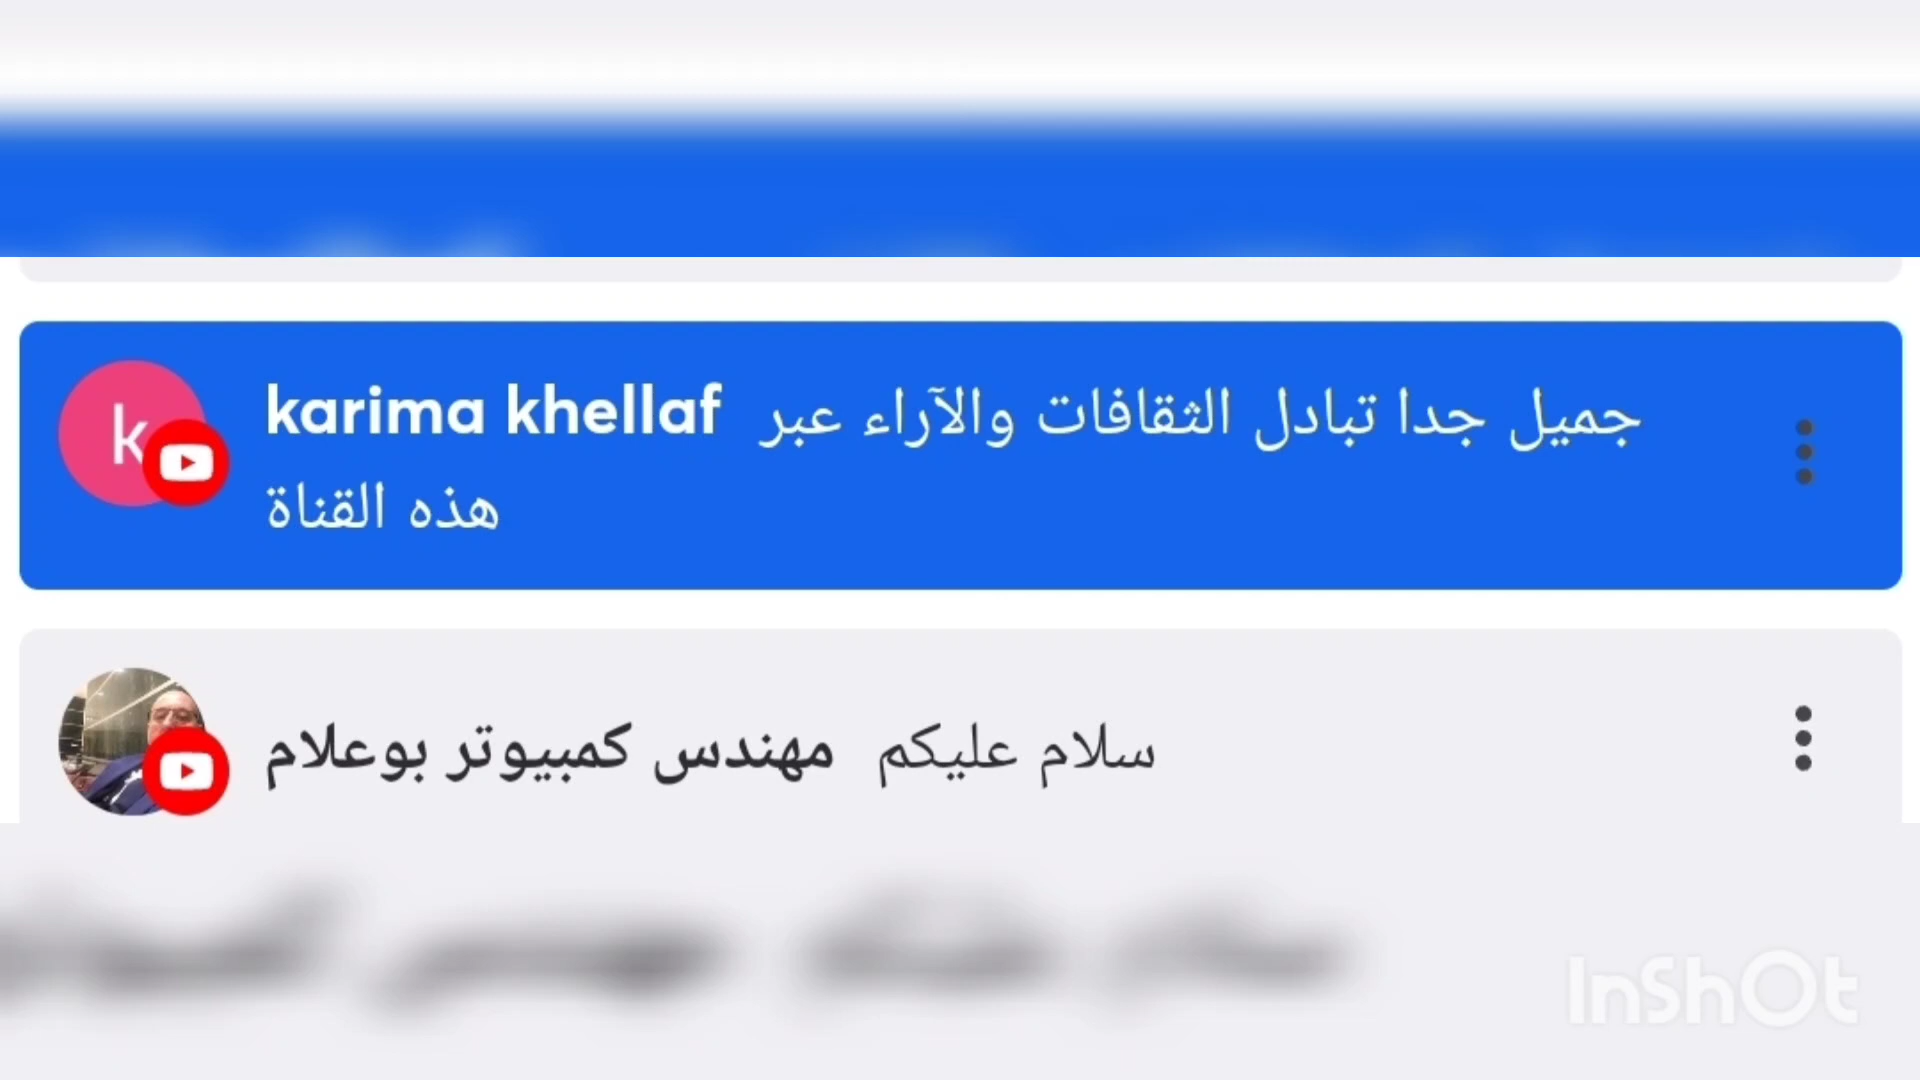 karima khellaf جميل جدا تبادل الثقافات والآراء عبر
هذه القناة
مهندس كمبيوتر بوعلام سلام عليكم
InShOt